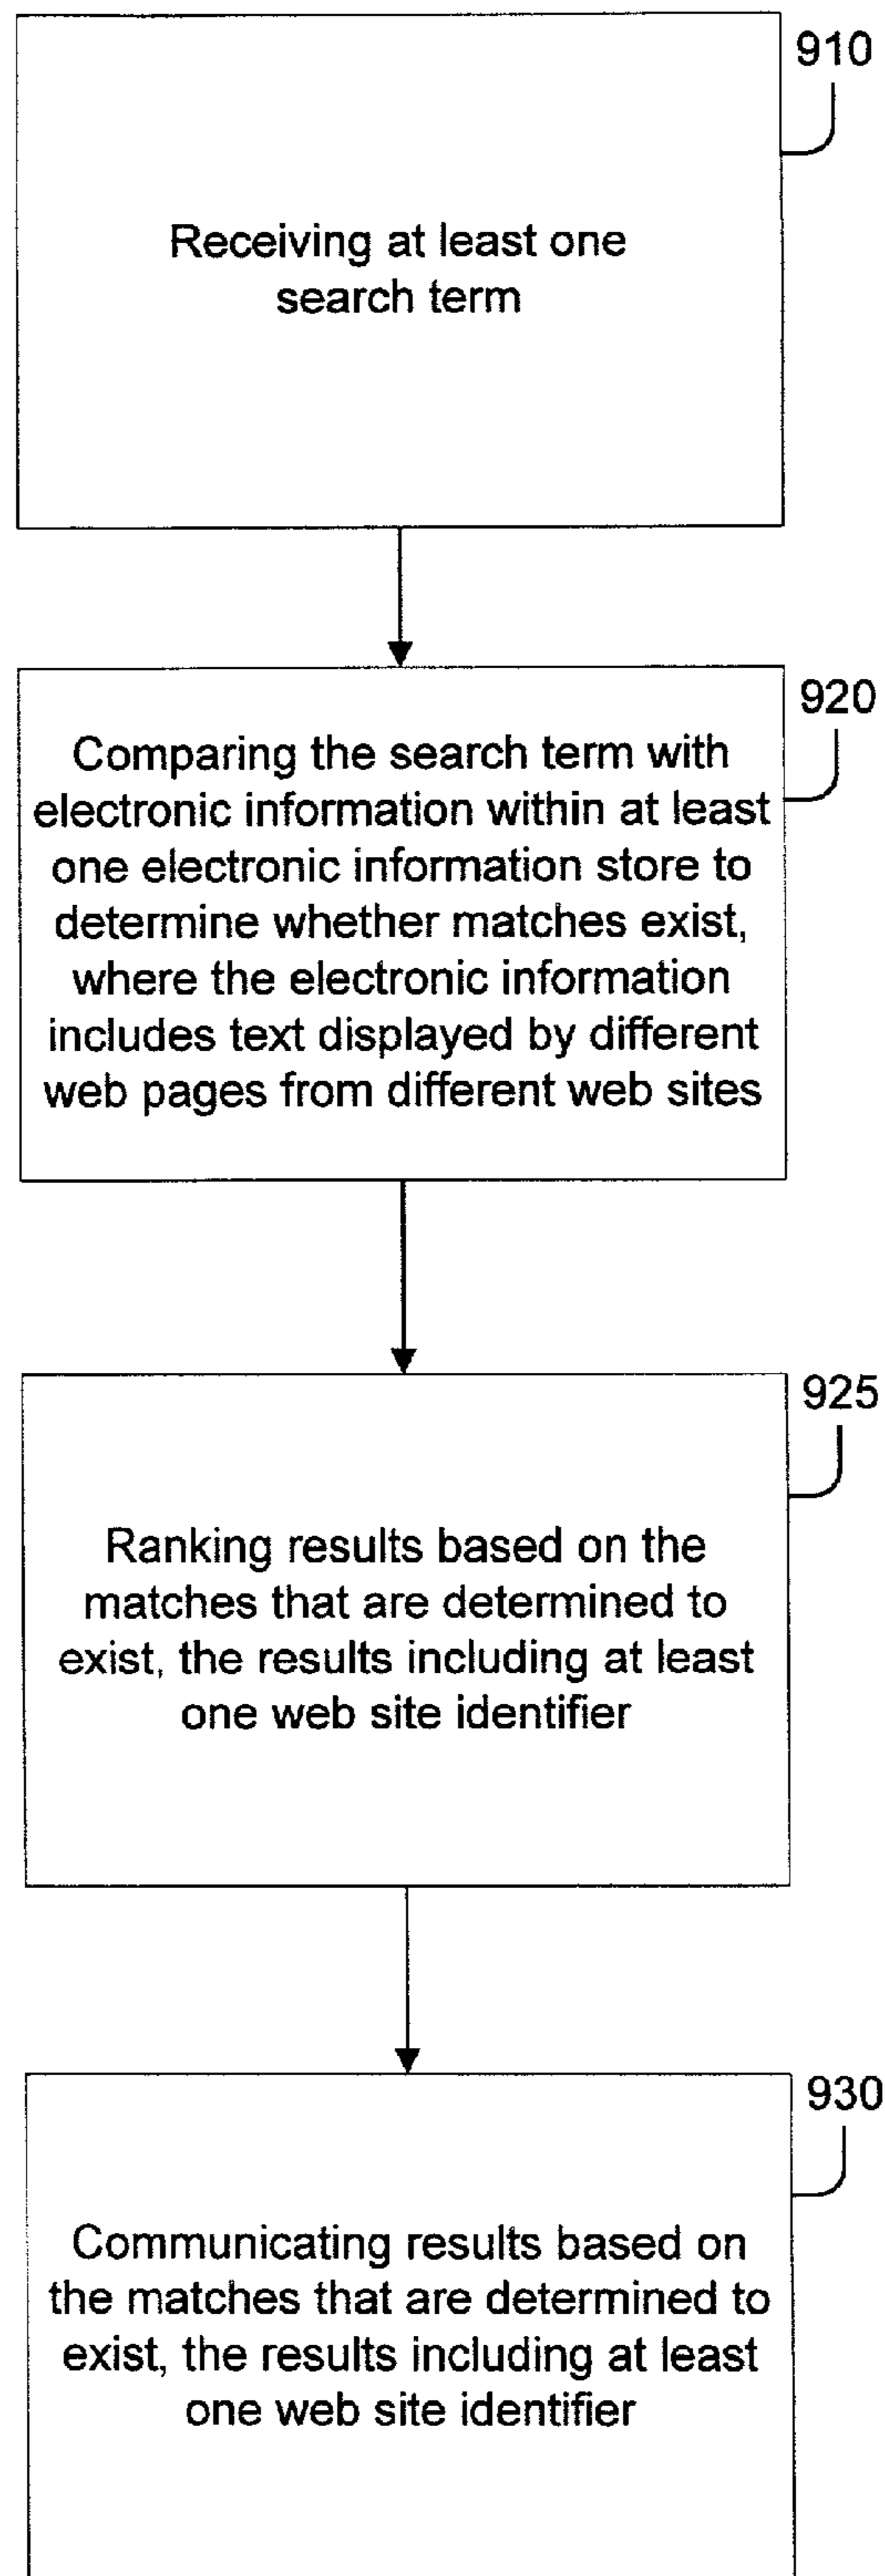 910
Receiving at least one
search term
920
Comparing the search term with
electronic information within at least
one electronic information store to
determine whether matches exist,
where the electronic information
includes text displayed by different
web pages from different web sites
925
Ranking results based on the
matches that are determined to
exist, the results including at least
one web site identifier
930
Communicating results based on
the matches that are determined to
exist, the results including at least
one web site identifier